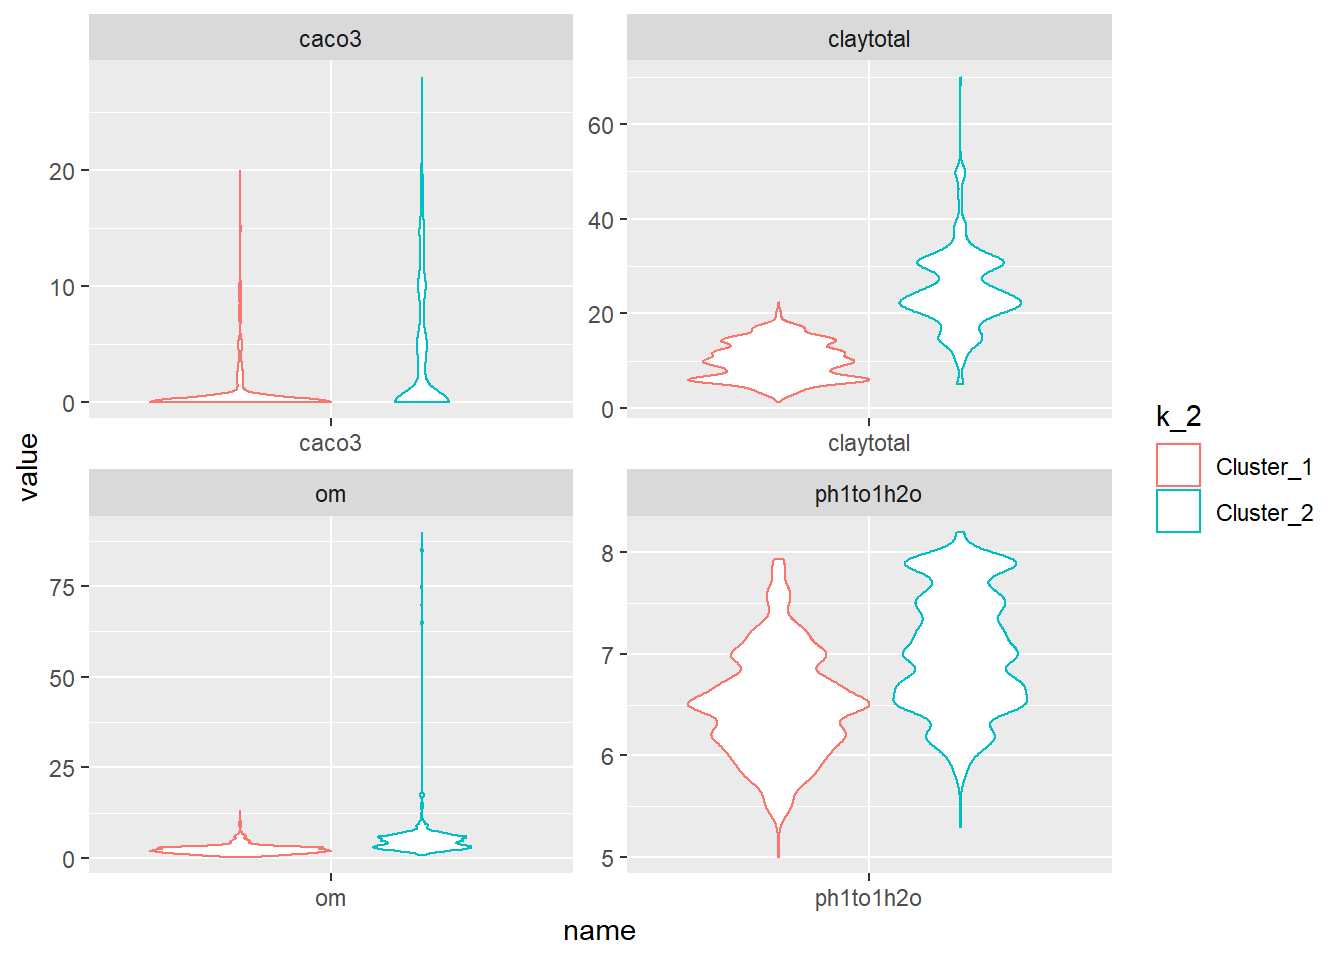 caco3
claytotal
20
10
0
60
40
20
0
caco3
claytotal
value
om
ph1to1h2o
75
50
25
0
8
7
6
5
om
ph1to1h2o
name
k_2
Cluster_1
Cluster_2